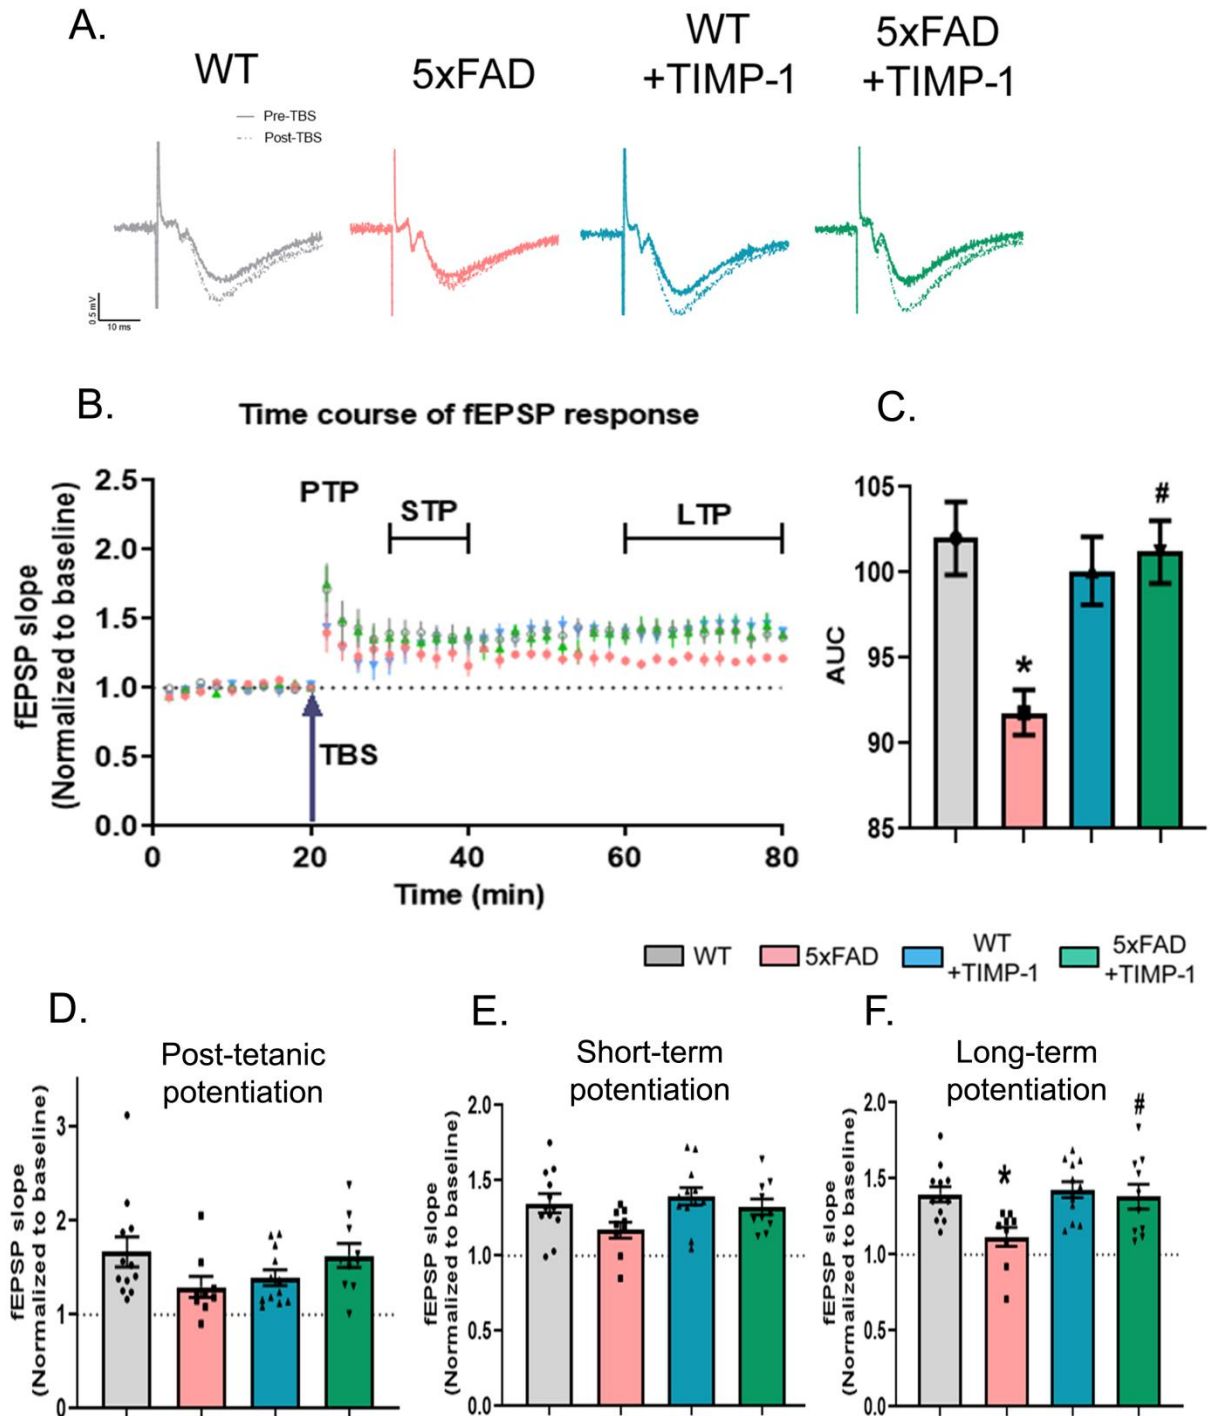 A.
WT
5xFAD
WT
+TIMP-1
5xFAD
+TIMP-1
Pre-TBS
Post-TBS
0.5 mV
10 ms
B.
Time course of fEPSP response
fEPSP slope
(Normalized to baseline)
2.5
2.0
1.5
1.0
0.5
0.0
PTP
STP
LTP
TBS
0
20
40
60
80
Time (min)
C.
AUC
105
100
95
90
85
*
#
WT
5xFAD
WT
+TIMP-1
5xFAD
+TIMP-1
D.
Post-tetanic
potentiation
fEPSP slope
(Normalized to baseline)
3
2
1
0
E.
Short-term
potentiation
fEPSP slope
(Normalized to baseline)
2.0
1.5
1.0
0.5
0.0
F.
Long-term
potentiation
fEPSP slope
(Normalized to baseline)
2.0
1.5
1.0
0.5
0.0
*
#